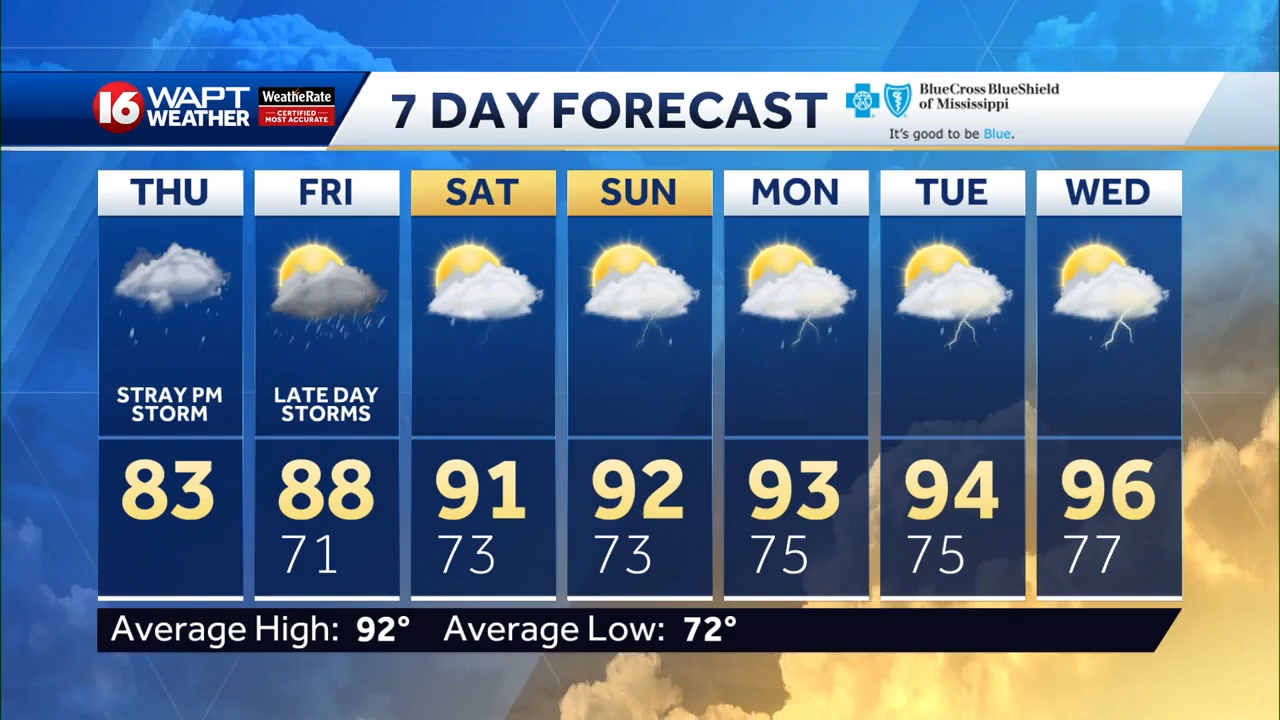 16 WAPT WEATHER
WeatheRate
CERTIFIED
MOST ACCURATE
7 DAY FORECAST
BlueCross BlueShield
of Mississippi
It's good to be Blue.
THU FRI SAT SUN MON TUE WED
STRAY PM
STORM
LATE DAY
STORMS
83 88 91 92 93 94 96
71 73 73 75 75 77
Average High: 92° Average Low: 72°